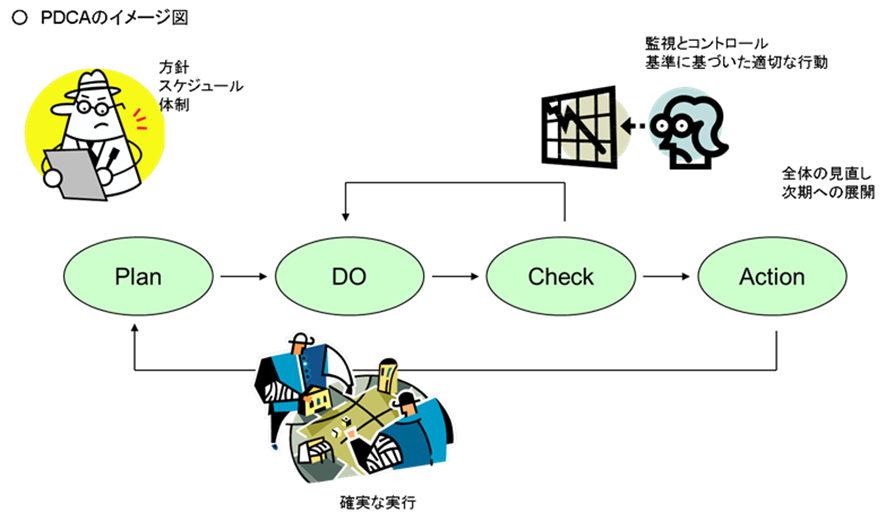 ○ PDCAのイメージ図
方針
スケジュール
体制
監視とコントロール
基準に基づいた適切な行動
全体の見直し
次期への展開
Plan
DO
Check
Action
確実な実行